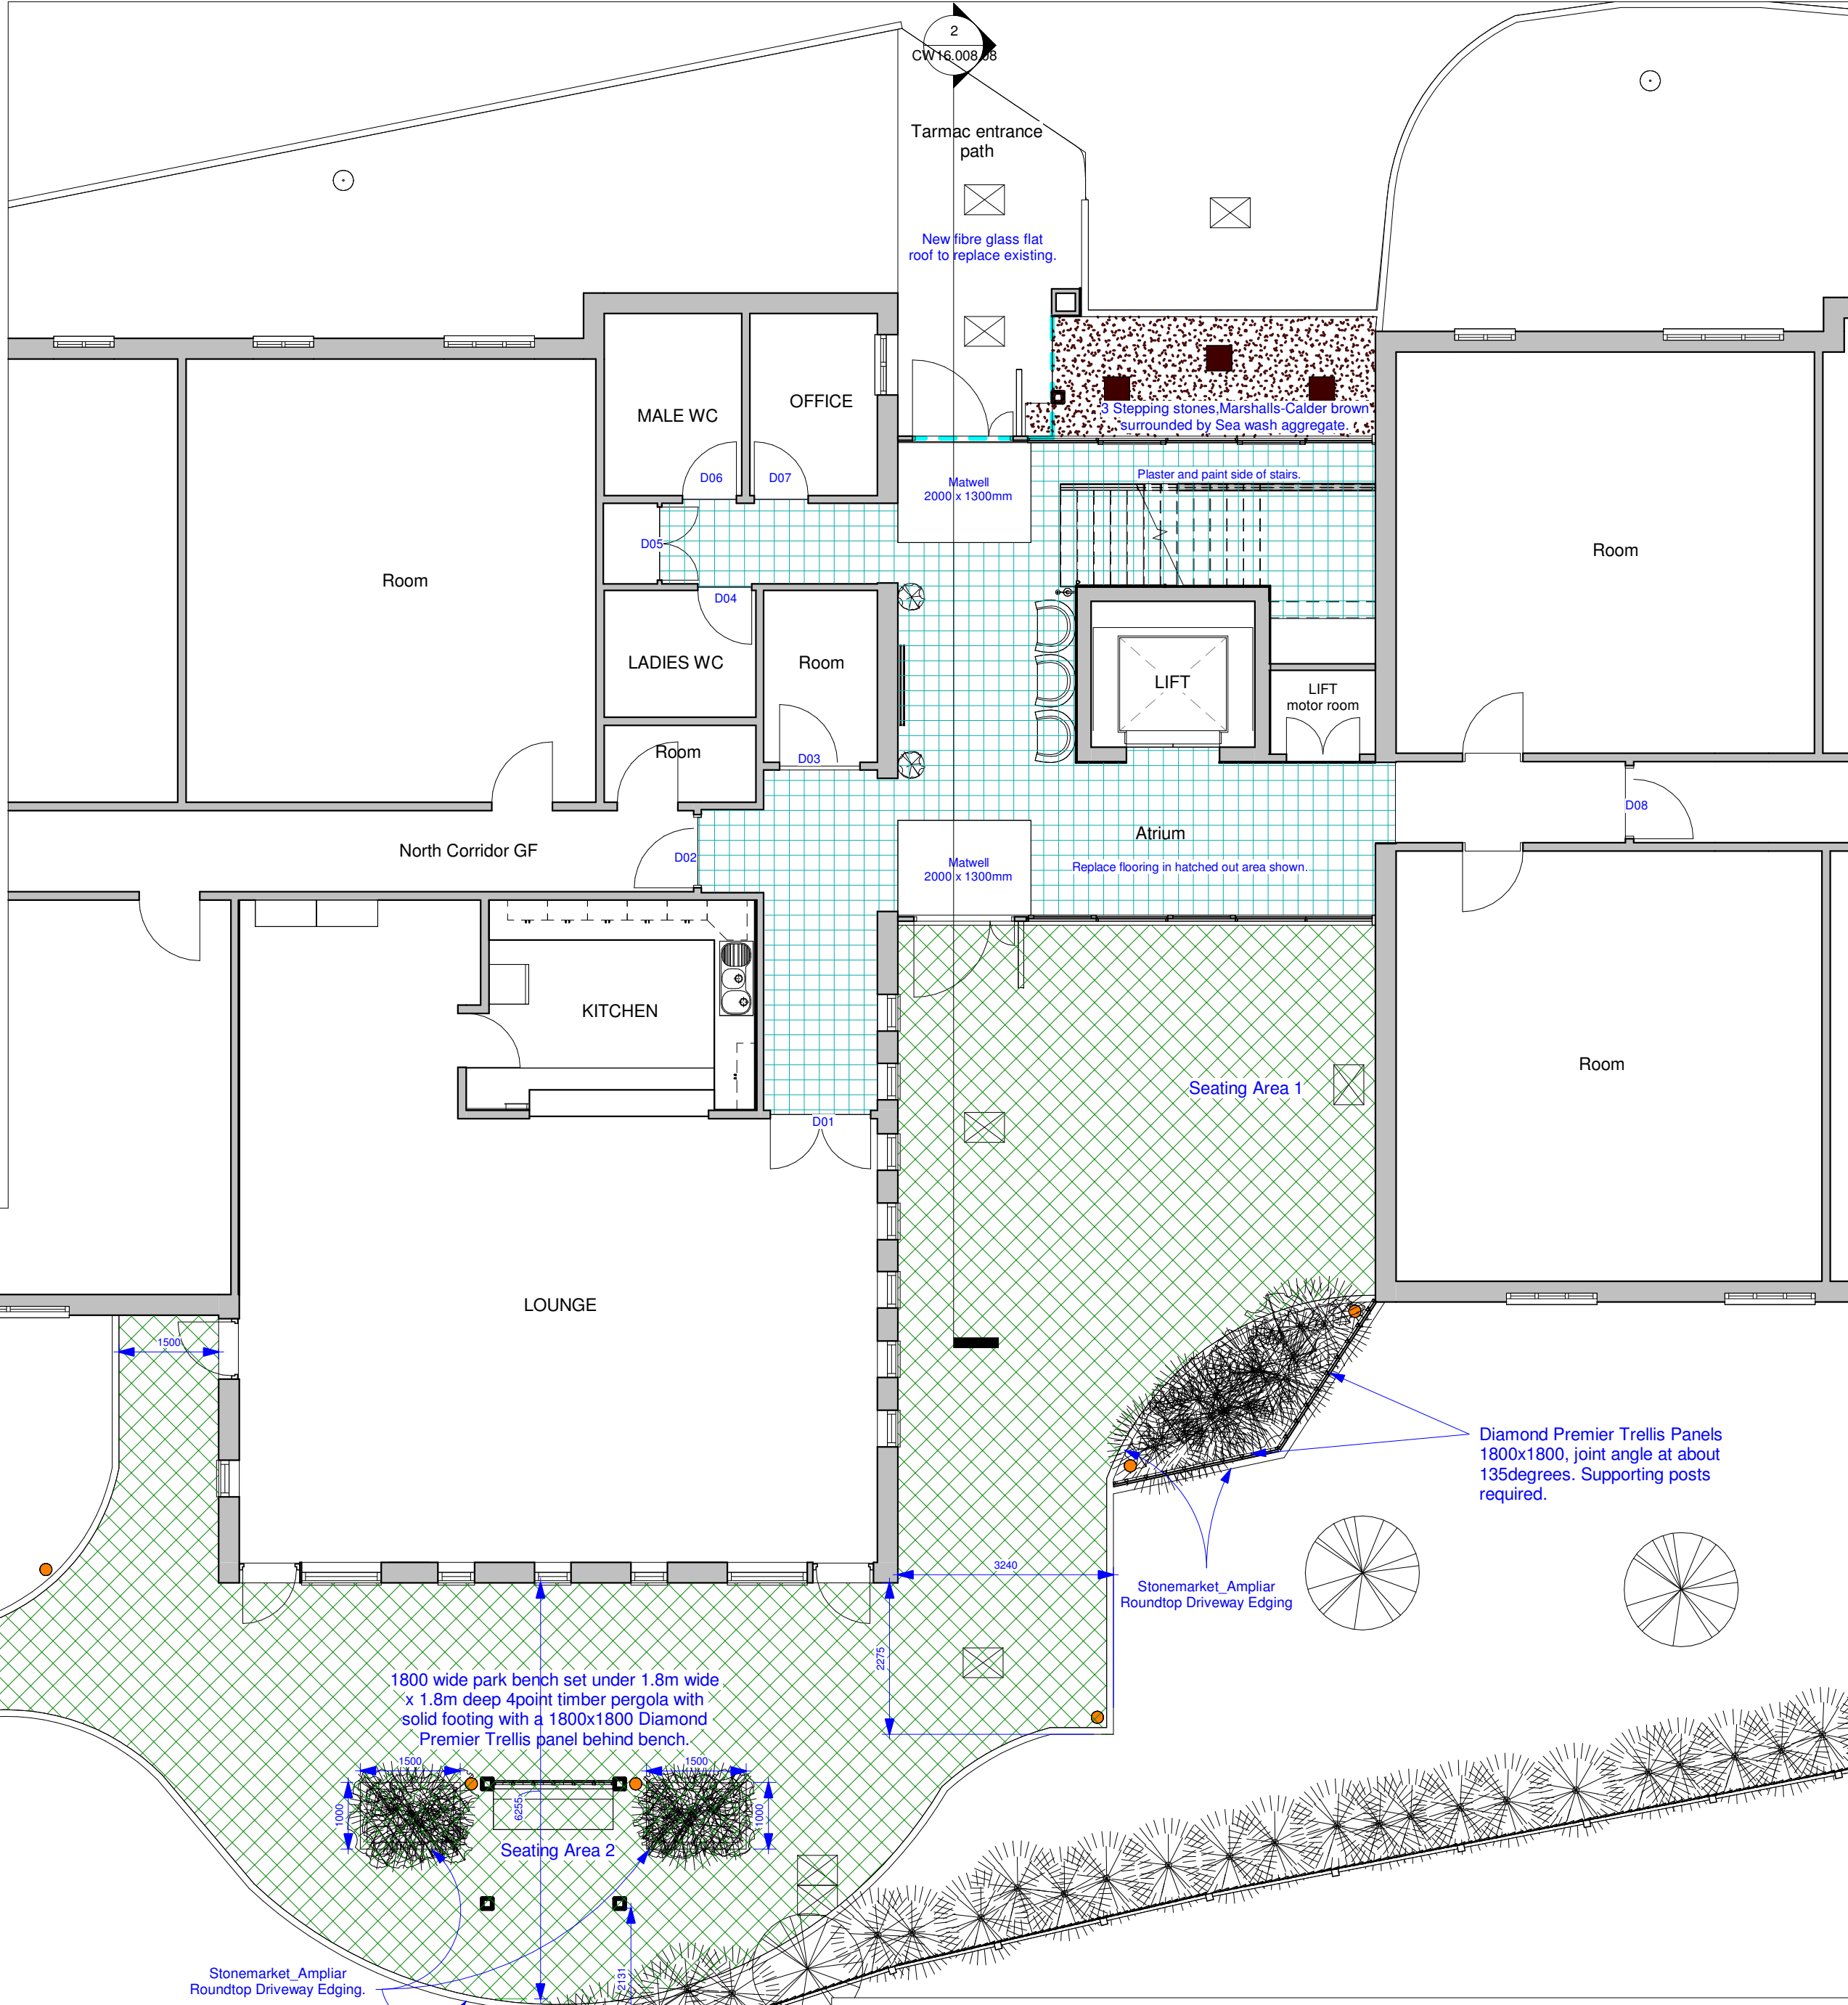 2
CW16.008.08
Tarmac entrance
path
New fibre glass flat
roof to replace existing.
MALE WC
OFFICE
3 Stepping stones,Marshalls-Calder brown
surrounded by Sea wash aggregate.
D06
D07
Matwell
2000 x 1300mm
Plaster and paint side of stairs.
D05
Room
Room
D04
LADIES WC
Room
LIFT
LIFT
motor room
Room
D03
D08
North Corridor GF
D02
Atrium
Matwell
2000 x 1300mm
Replace flooring in hatched out area shown.
KITCHEN
Seating Area 1
Room
D01
LOUNGE
1500
Diamond Premier Trellis Panels
1800x1800, joint angle at about
135degrees. Supporting posts
required.
3240
Stonemarket_Ampliar
Roundtop Driveway Edging
2275
1800 wide park bench set under 1.8m wide
x 1.8m deep 4point timber pergola with
solid footing with a 1800x1800 Diamond
Premier Trellis panel behind bench.
1500
1500
1000
6255
1000
Seating Area 2
2131
Stonemarket_Ampliar
Roundtop Driveway Edging.